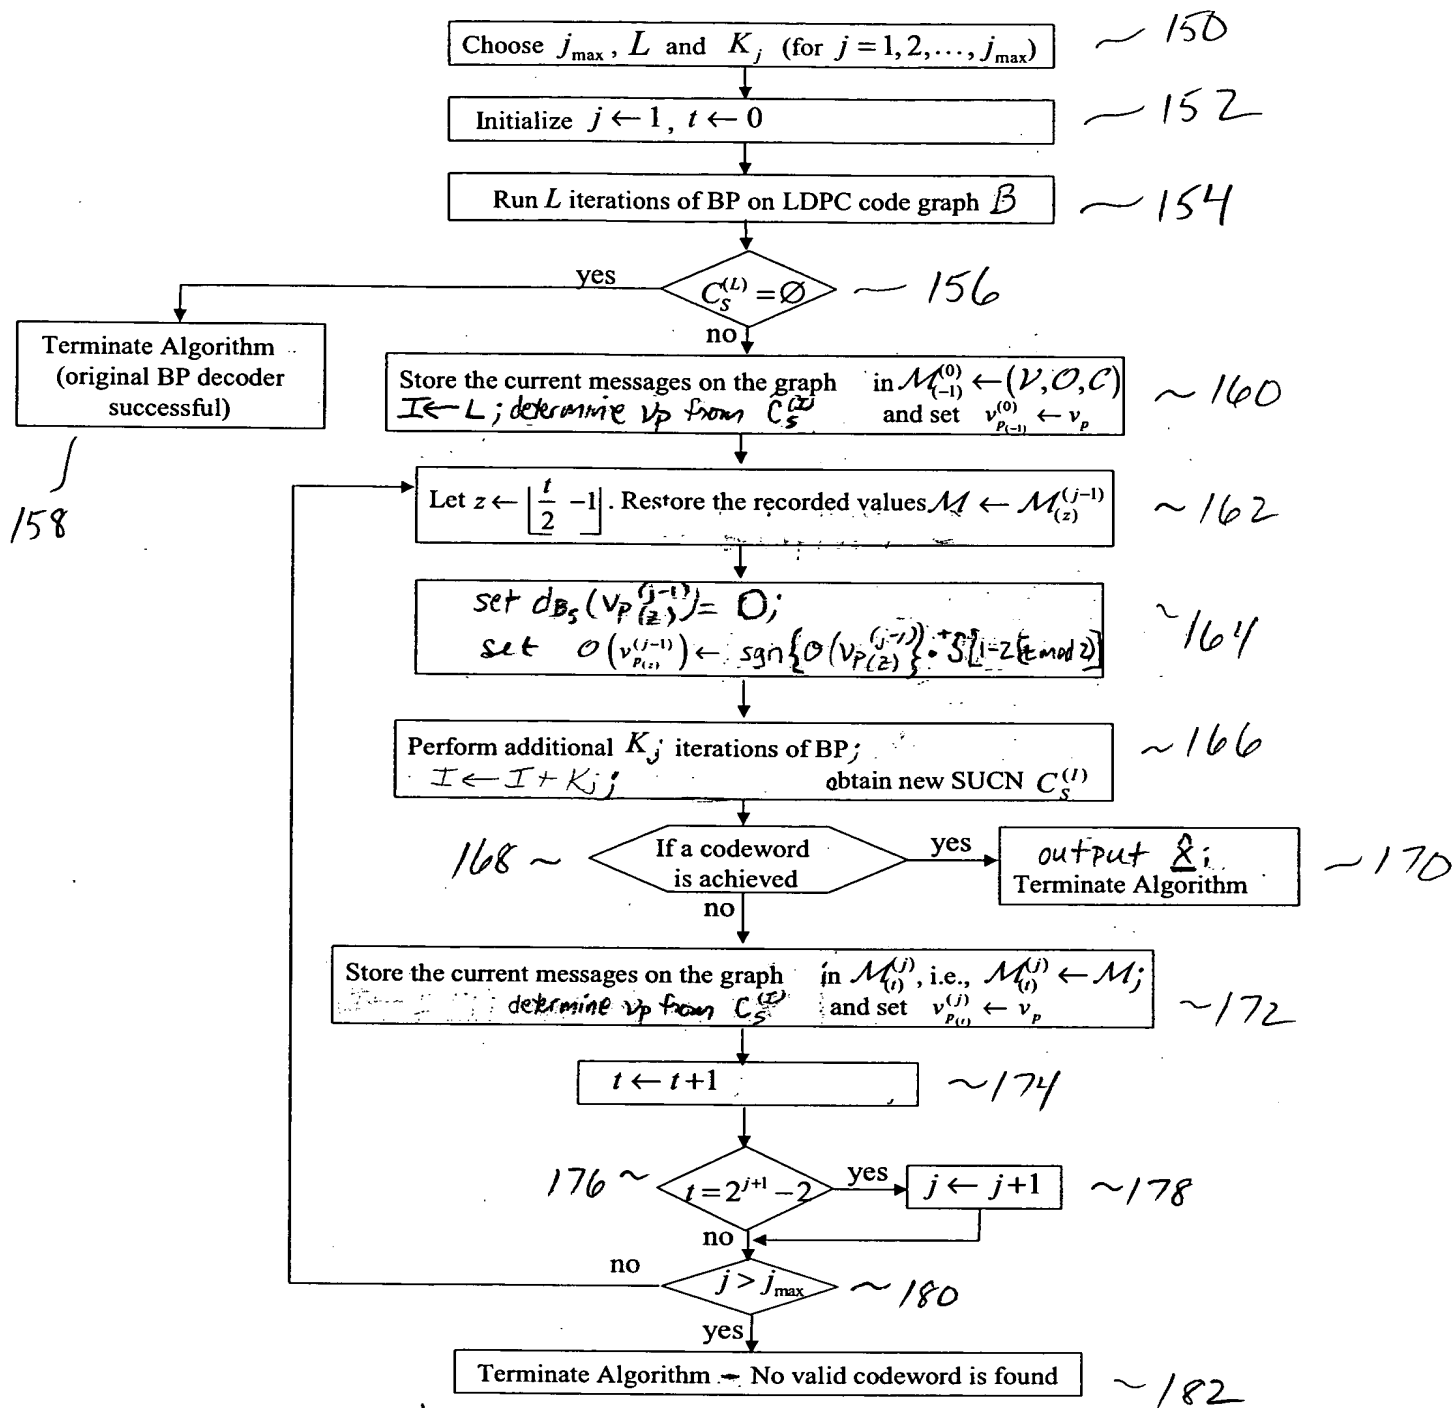 Choose j_max, L and K_j (for j = 1, 2, ..., j_max) ~ 150
Initialize j ← 1, t ← 0 ~ 152
Run L iterations of BP on LDPC code graph B ~ 154
yes
C_S^(L) = ∅ ~ 156
no
Terminate Algorithm
(original BP decoder
successful)
158
Store the current messages on the graph in M_(-1)^(0) ← (V, O, C) ~ 160
I ← L; determine v_p from C_S^(I) and set v_p(-1)^(0) ← v_p
Let z ← ⌊t/2 - 1⌋. Restore the recorded values M ← M_(z)^(j-1) ~ 162
set d_Bs(v_p(z)^(j-1)) = 0;
set O(v_p(z)^(j-1)) ← sgn{O(v_p(z)^(j-1))} · S[1-2(t mod 2)] ~ 164
Perform additional K_j iterations of BP; ~ 166
I ← I + K_j; obtain new SUCN C_S^(I)
168 ~ If a codeword
is achieved
yes
output x̂;
Terminate Algorithm ~ 170
no
Store the current messages on the graph in M_(t)^(j), i.e., M_(t)^(j) ← M;
determine v_p from C_S^(I) and set v_p(t)^(j) ← v_p ~ 172
t ← t+1 ~ 174
176 ~ t = 2^(j+1) - 2
yes
j ← j+1 ~ 178
no
no
j > j_max ~ 180
yes
Terminate Algorithm - No valid codeword is found ~ 182